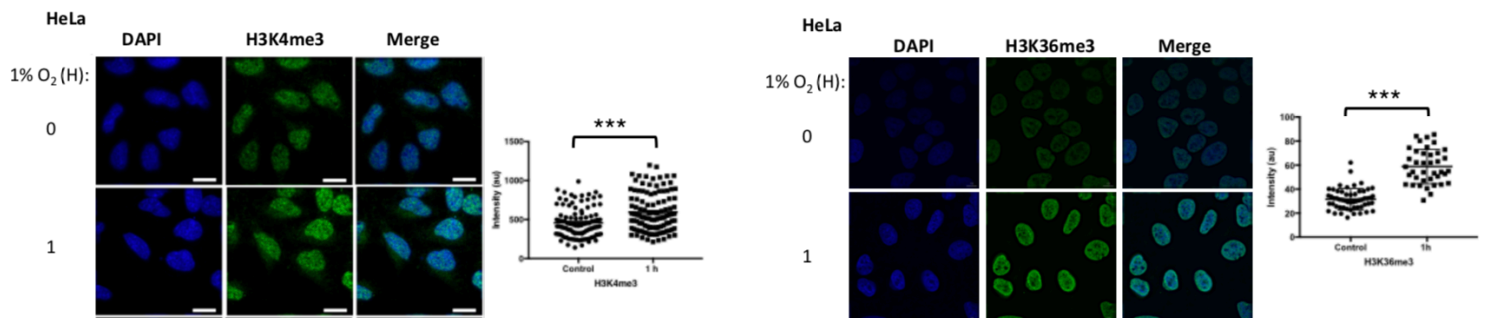 HeLa
DAPI H3K4me3 Merge
1% O2 (H):
0
1
***
1500
1000
500
0
Intensity (au)
Control 1 h
H3K4me3
HeLa
DAPI H3K36me3 Merge
1% O2 (H):
0
1
***
100
80
60
40
20
0
Intensity (au)
Control 1h
H3K36me3